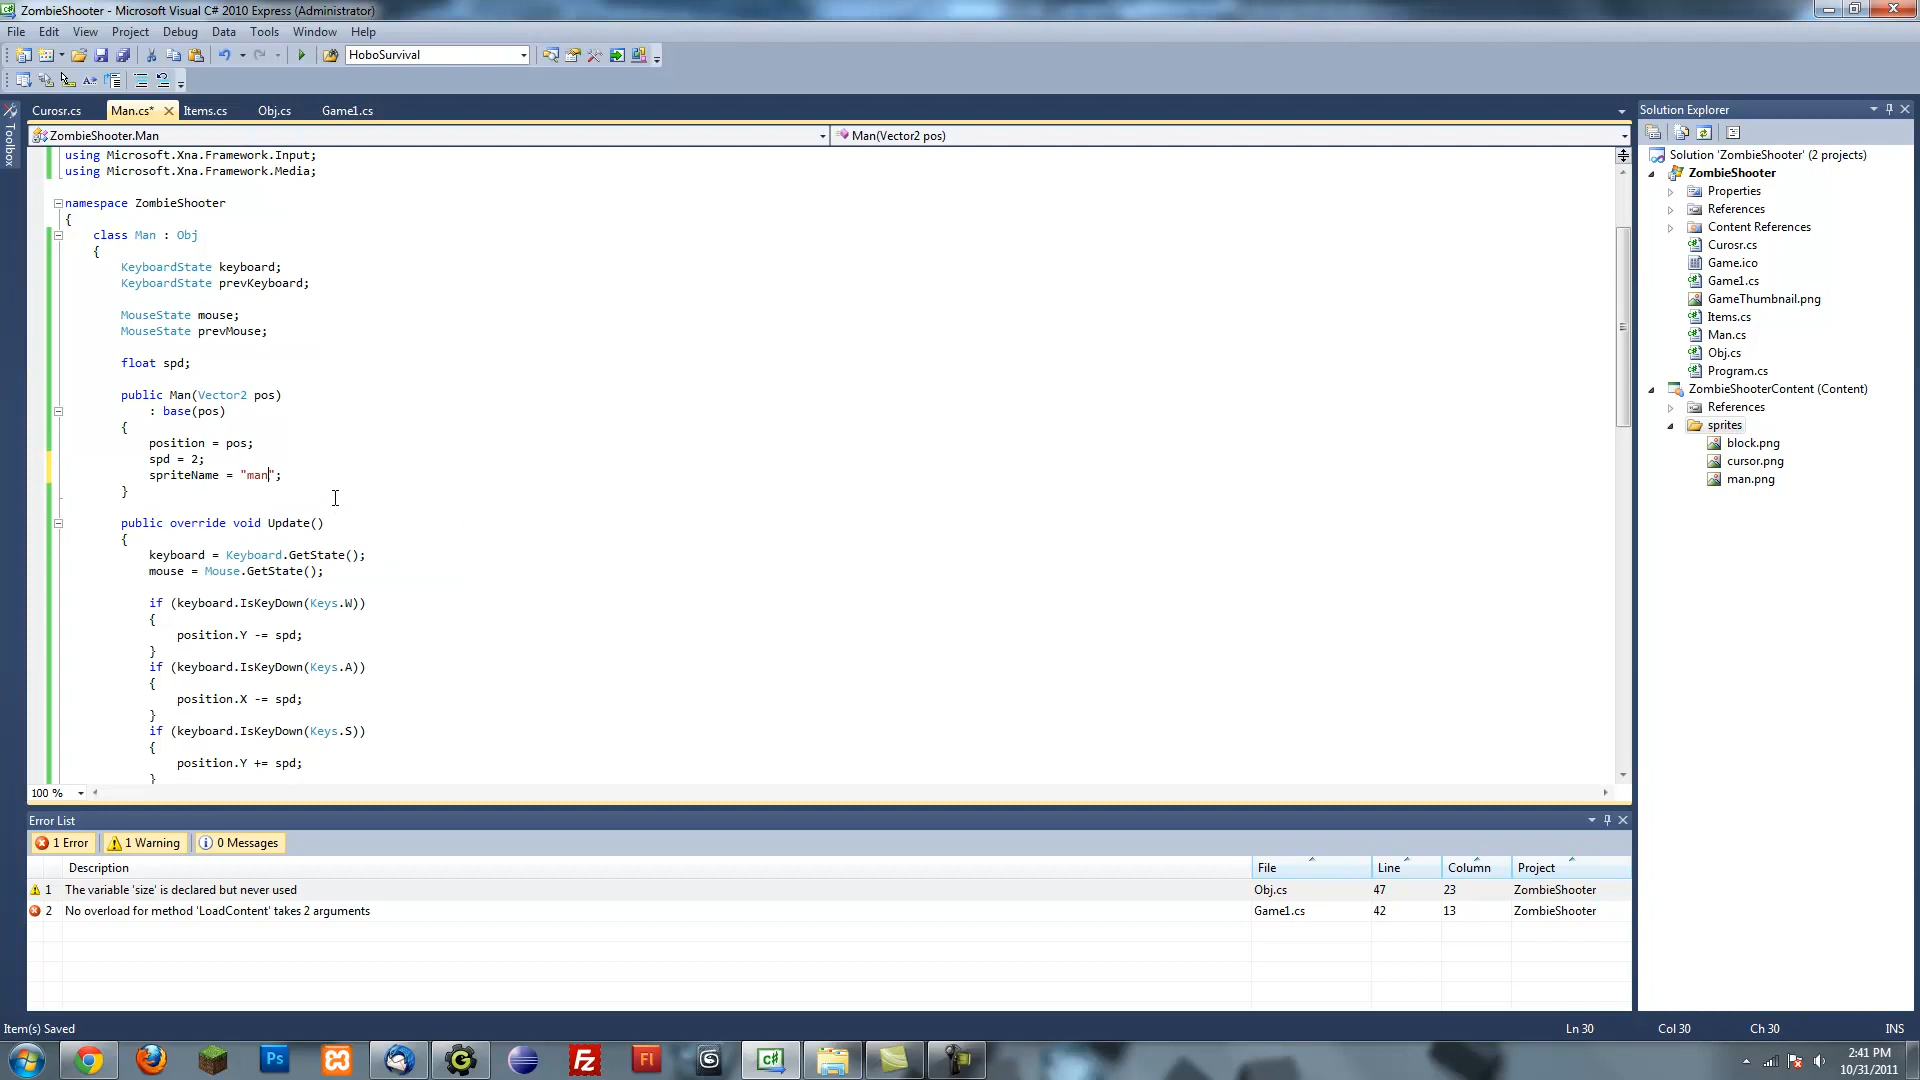 ZombieShooter - Microsoft Visual C# 2010 Express (Administrator)
File Edit View Project Debug Data Tools Window Help
HoboSurvival
Curosr.cs Man.cs* Items.cs Obj.cs Game1.cs
ZombieShooter.Man Man(Vector2 pos)
Toolbox
using Microsoft.Xna.Framework.Input;
using Microsoft.Xna.Framework.Media;
namespace ZombieShooter
{
class Man : Obj
{
KeyboardState keyboard;
KeyboardState prevKeyboard;
MouseState mouse;
MouseState prevMouse;
float spd;
public Man(Vector2 pos)
: base(pos)
{
position = pos;
spd = 2;
spriteName = "man";
}
public override void Update()
{
keyboard = Keyboard.GetState();
mouse = Mouse.GetState();
if (keyboard.IsKeyDown(Keys.W))
{
position.Y -= spd;
}
if (keyboard.IsKeyDown(Keys.A))
{
position.X -= spd;
}
if (keyboard.IsKeyDown(Keys.S))
{
position.Y += spd;
}
100 %
Solution Explorer
Solution 'ZombieShooter' (2 projects)
ZombieShooter
Properties
References
Content References
Curosr.cs
Game.ico
Game1.cs
GameThumbnail.png
Items.cs
Man.cs
Obj.cs
Program.cs
ZombieShooterContent (Content)
References
sprites
block.png
cursor.png
man.png
Error List
1 Error 1 Warning 0 Messages
Description File Line Column Project
1 The variable 'size' is declared but never used Obj.cs 47 23 ZombieShooter
2 No overload for method 'LoadContent' takes 2 arguments Game1.cs 42 13 ZombieShooter
Item(s) Saved Ln 30 Col 30 Ch 30 INS
Ps Fz Fl C#
2:41 PM
10/31/2011